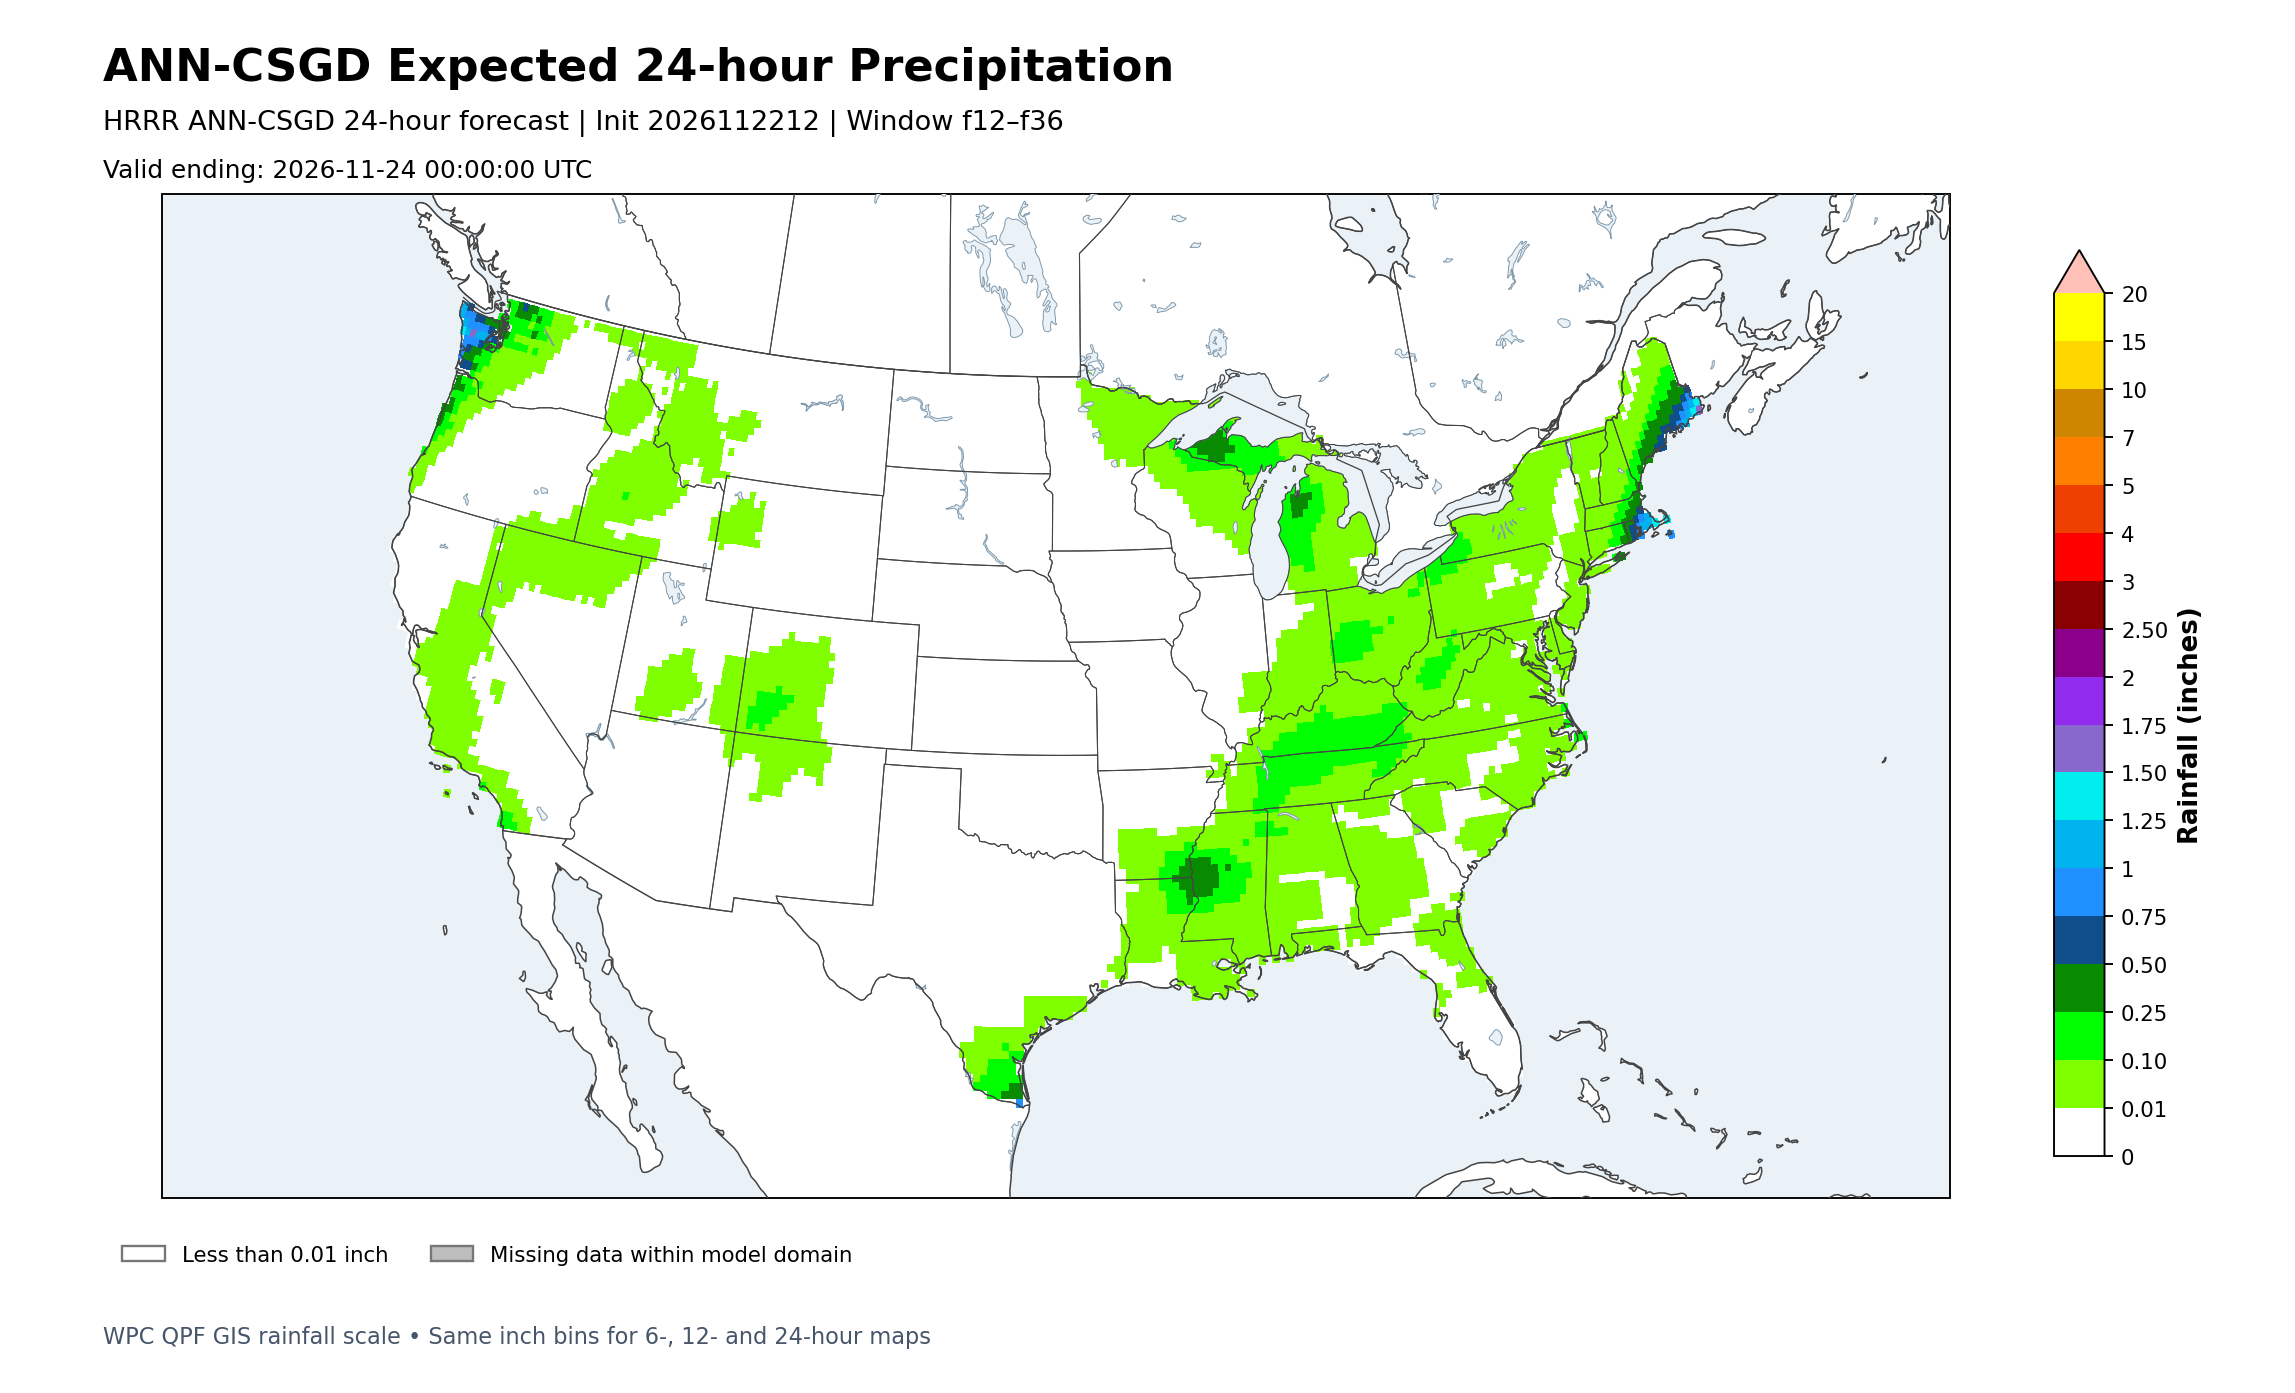 ANN-CSGD Expected 24-hour Precipitation
HRRR ANN-CSGD 24-hour forecast | Init 2026112212 | Window f12–f36
Valid ending: 2026-11-24 00:00:00 UTC
20
15
10
7
5
4
3
2.50
2
1.75
1.50
1.25
1
0.75
0.50
0.25
0.10
0.01
0
Rainfall (inches)
Less than 0.01 inch
Missing data within model domain
WPC QPF GIS rainfall scale • Same inch bins for 6-, 12- and 24-hour maps